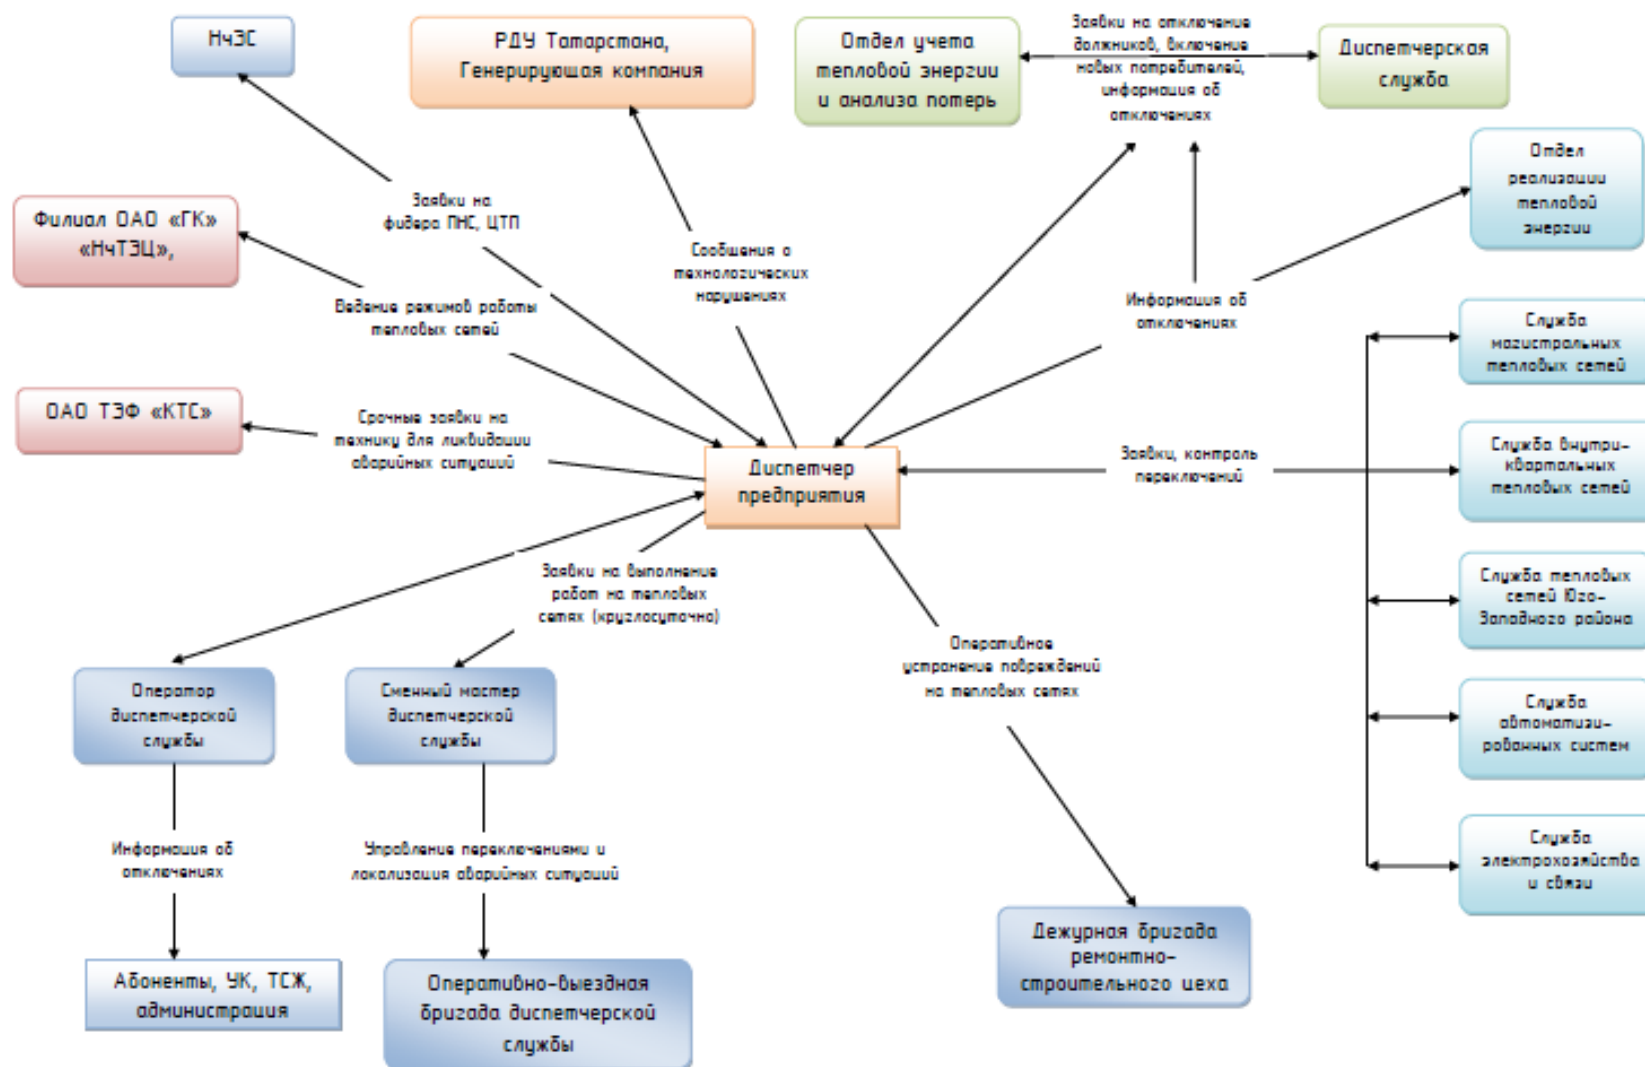 НчЭС
РДУ Татарстана,
Генерирующая компания
Отдел учета
тепловой энергии
и анализа потерь
Заявки на отключение
должников, включение
новых потребителей,
информация об
отключениях
Диспетчерская
служба
Отдел
реализации
тепловой
энергии
Филиал ОАО «ГК»
«НчТЭЦ»,
Заявки на
фидера ПНС, ЦТП
Сообщения о
технологических
нарушениях
Информация об
отключениях
Ведение режимов работы
тепловых сетей
Служба
магистральных
тепловых сетей
ОАО ТЭФ «КТС»
Срочные заявки на
технику для ликвидации
аварийных ситуаций
Диспетчер
предприятия
Заявки, контроль
переключений
Служба внутри-
квартальных
тепловых сетей
Заявки на выполнение
работ на тепловых
сетях (круглосуточно)
Служба тепловых
сетей Юго-
Западного района
Оперативное
устранение повреждений
на тепловых сетях
Оператор
диспетчерской
службы
Сменный мастер
диспетчерской
службы
Служба
автоматизи-
рованных систем
Информация об
отключениях
Управление переключениями и
локализация аварийных ситуаций
Служба
электрохозяйства
и связи
Дежурная бригада
ремонтно-
строительного цеха
Абоненты, УК, ТСЖ,
администрация
Оперативно-выездная
бригада диспетчерской
службы